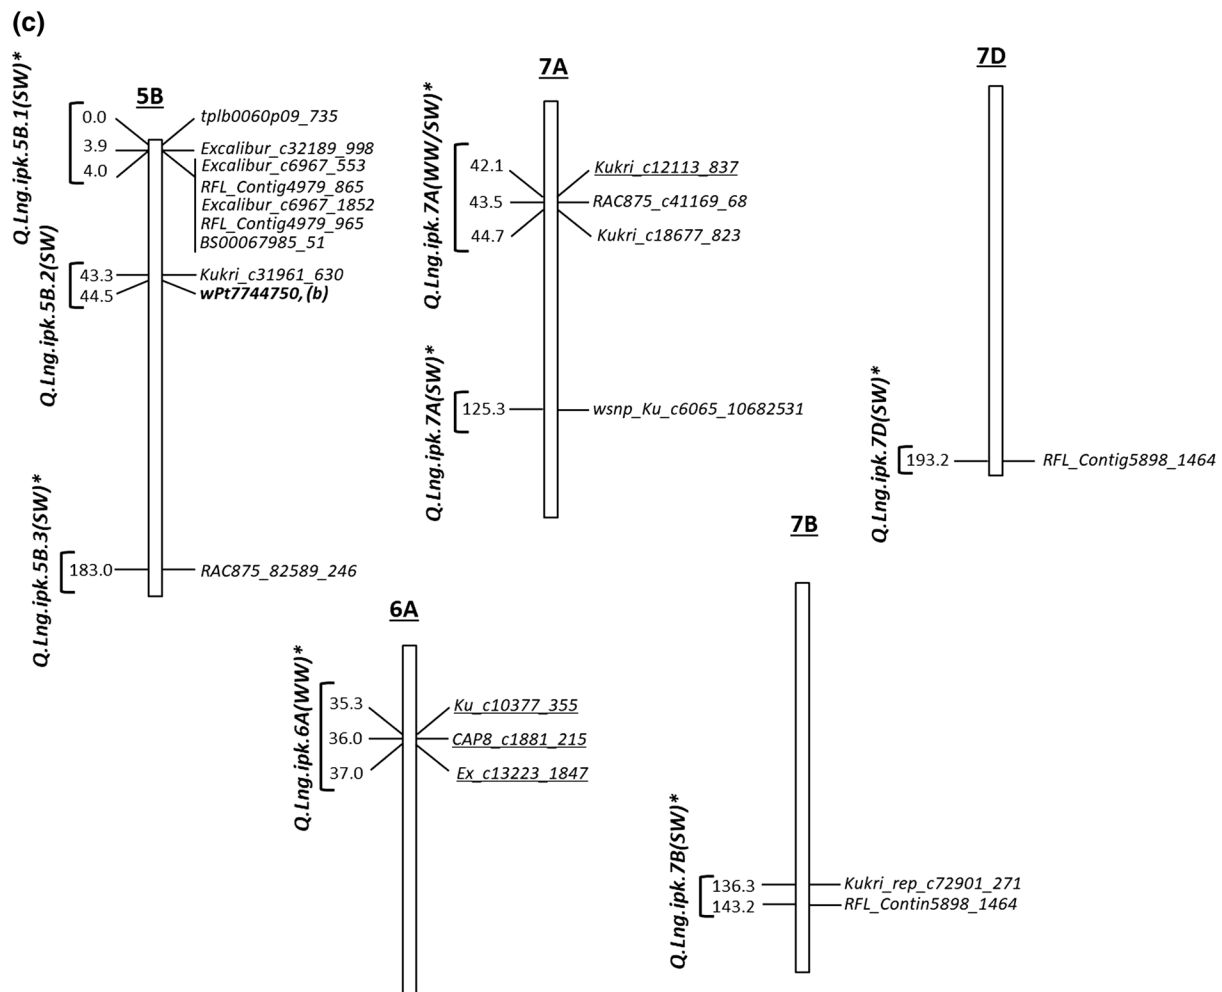 (c)
5B
Q.Lng.ipk.5B.1(SW)*
0.0 tplb0060p09_735
3.9 Excalibur_c32189_998
4.0 Excalibur_c6967_553
RFL_Contig4979_865
Excalibur_c6967_1852
RFL_Contig4979_965
BS00067985_51
Q.Lng.ipk.5B.2(SW)
43.3 Kukri_c31961_630
44.5 wPt7744750,(b)
Q.Lng.ipk.5B.3(SW)*
183.0 RAC875_82589_246
7A
Q.Lng.ipk.7A(WW/SW)*
42.1 Kukri_c12113_837
43.5 RAC875_c41169_68
44.7 Kukri_c18677_823
Q.Lng.ipk.7A(SW)*
125.3 wsnp_Ku_c6065_10682531
7D
Q.Lng.ipk.7D(SW)*
193.2 RFL_Contig5898_1464
6A
Q.Lng.ipk.6A(WW)*
35.3 Ku_c10377_355
36.0 CAP8_c1881_215
37.0 Ex_c13223_1847
7B
Q.Lng.ipk.7B(SW)*
136.3 Kukri_rep_c72901_271
143.2 RFL_Contin5898_1464